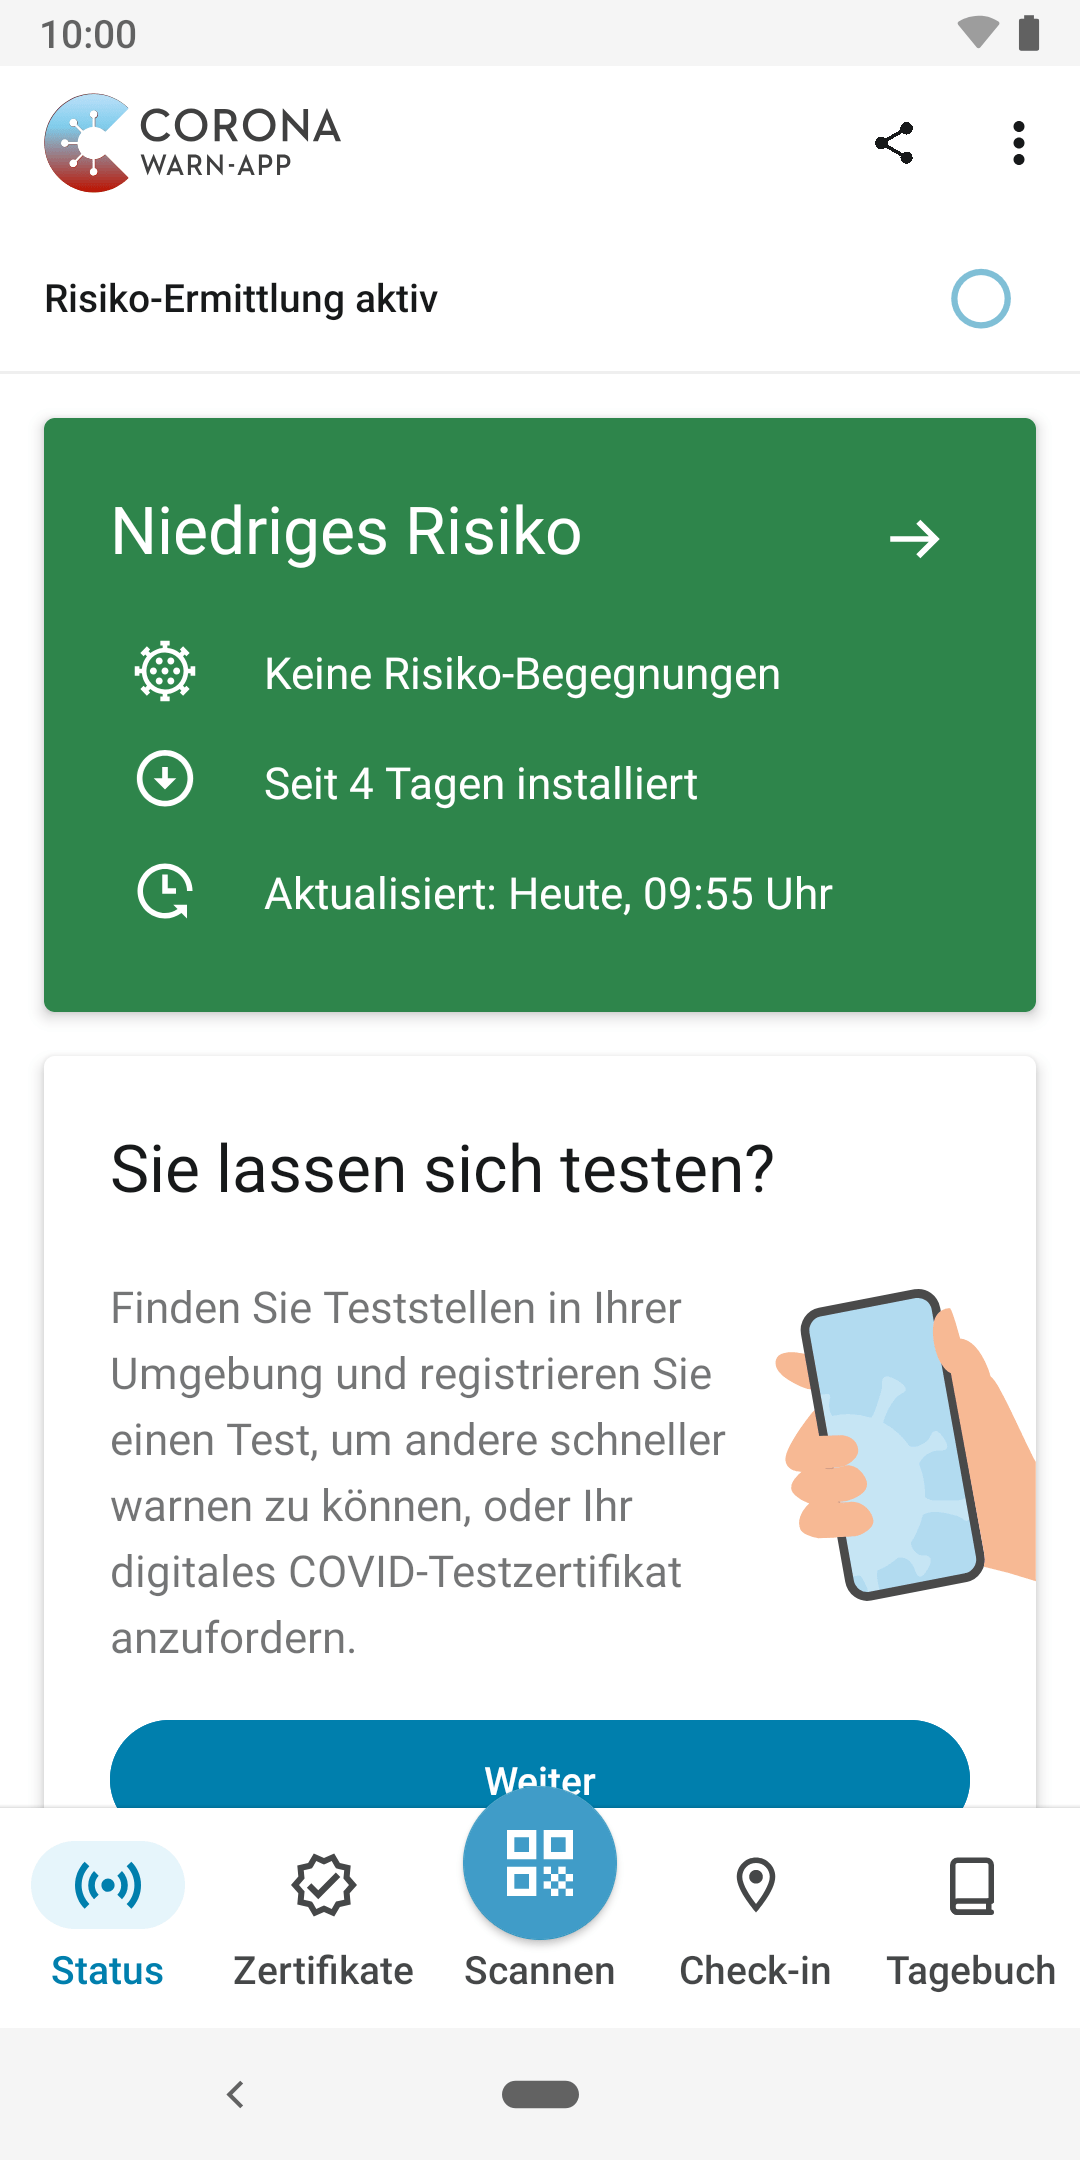 10:00
CORONA
WARN-APP
Risiko-Ermittlung aktiv
Niedriges Risiko
Keine Risiko-Begegnungen
Seit 4 Tagen installiert
Aktualisiert: Heute, 09:55 Uhr
Sie lassen sich testen?
Finden Sie Teststellen in Ihrer
Umgebung und registrieren Sie
einen Test, um andere schneller
warnen zu können, oder Ihr
digitales COVID-Testzertifikat
anzufordern.
Weiter
Status
Zertifikate
Scannen
Check-in
Tagebuch